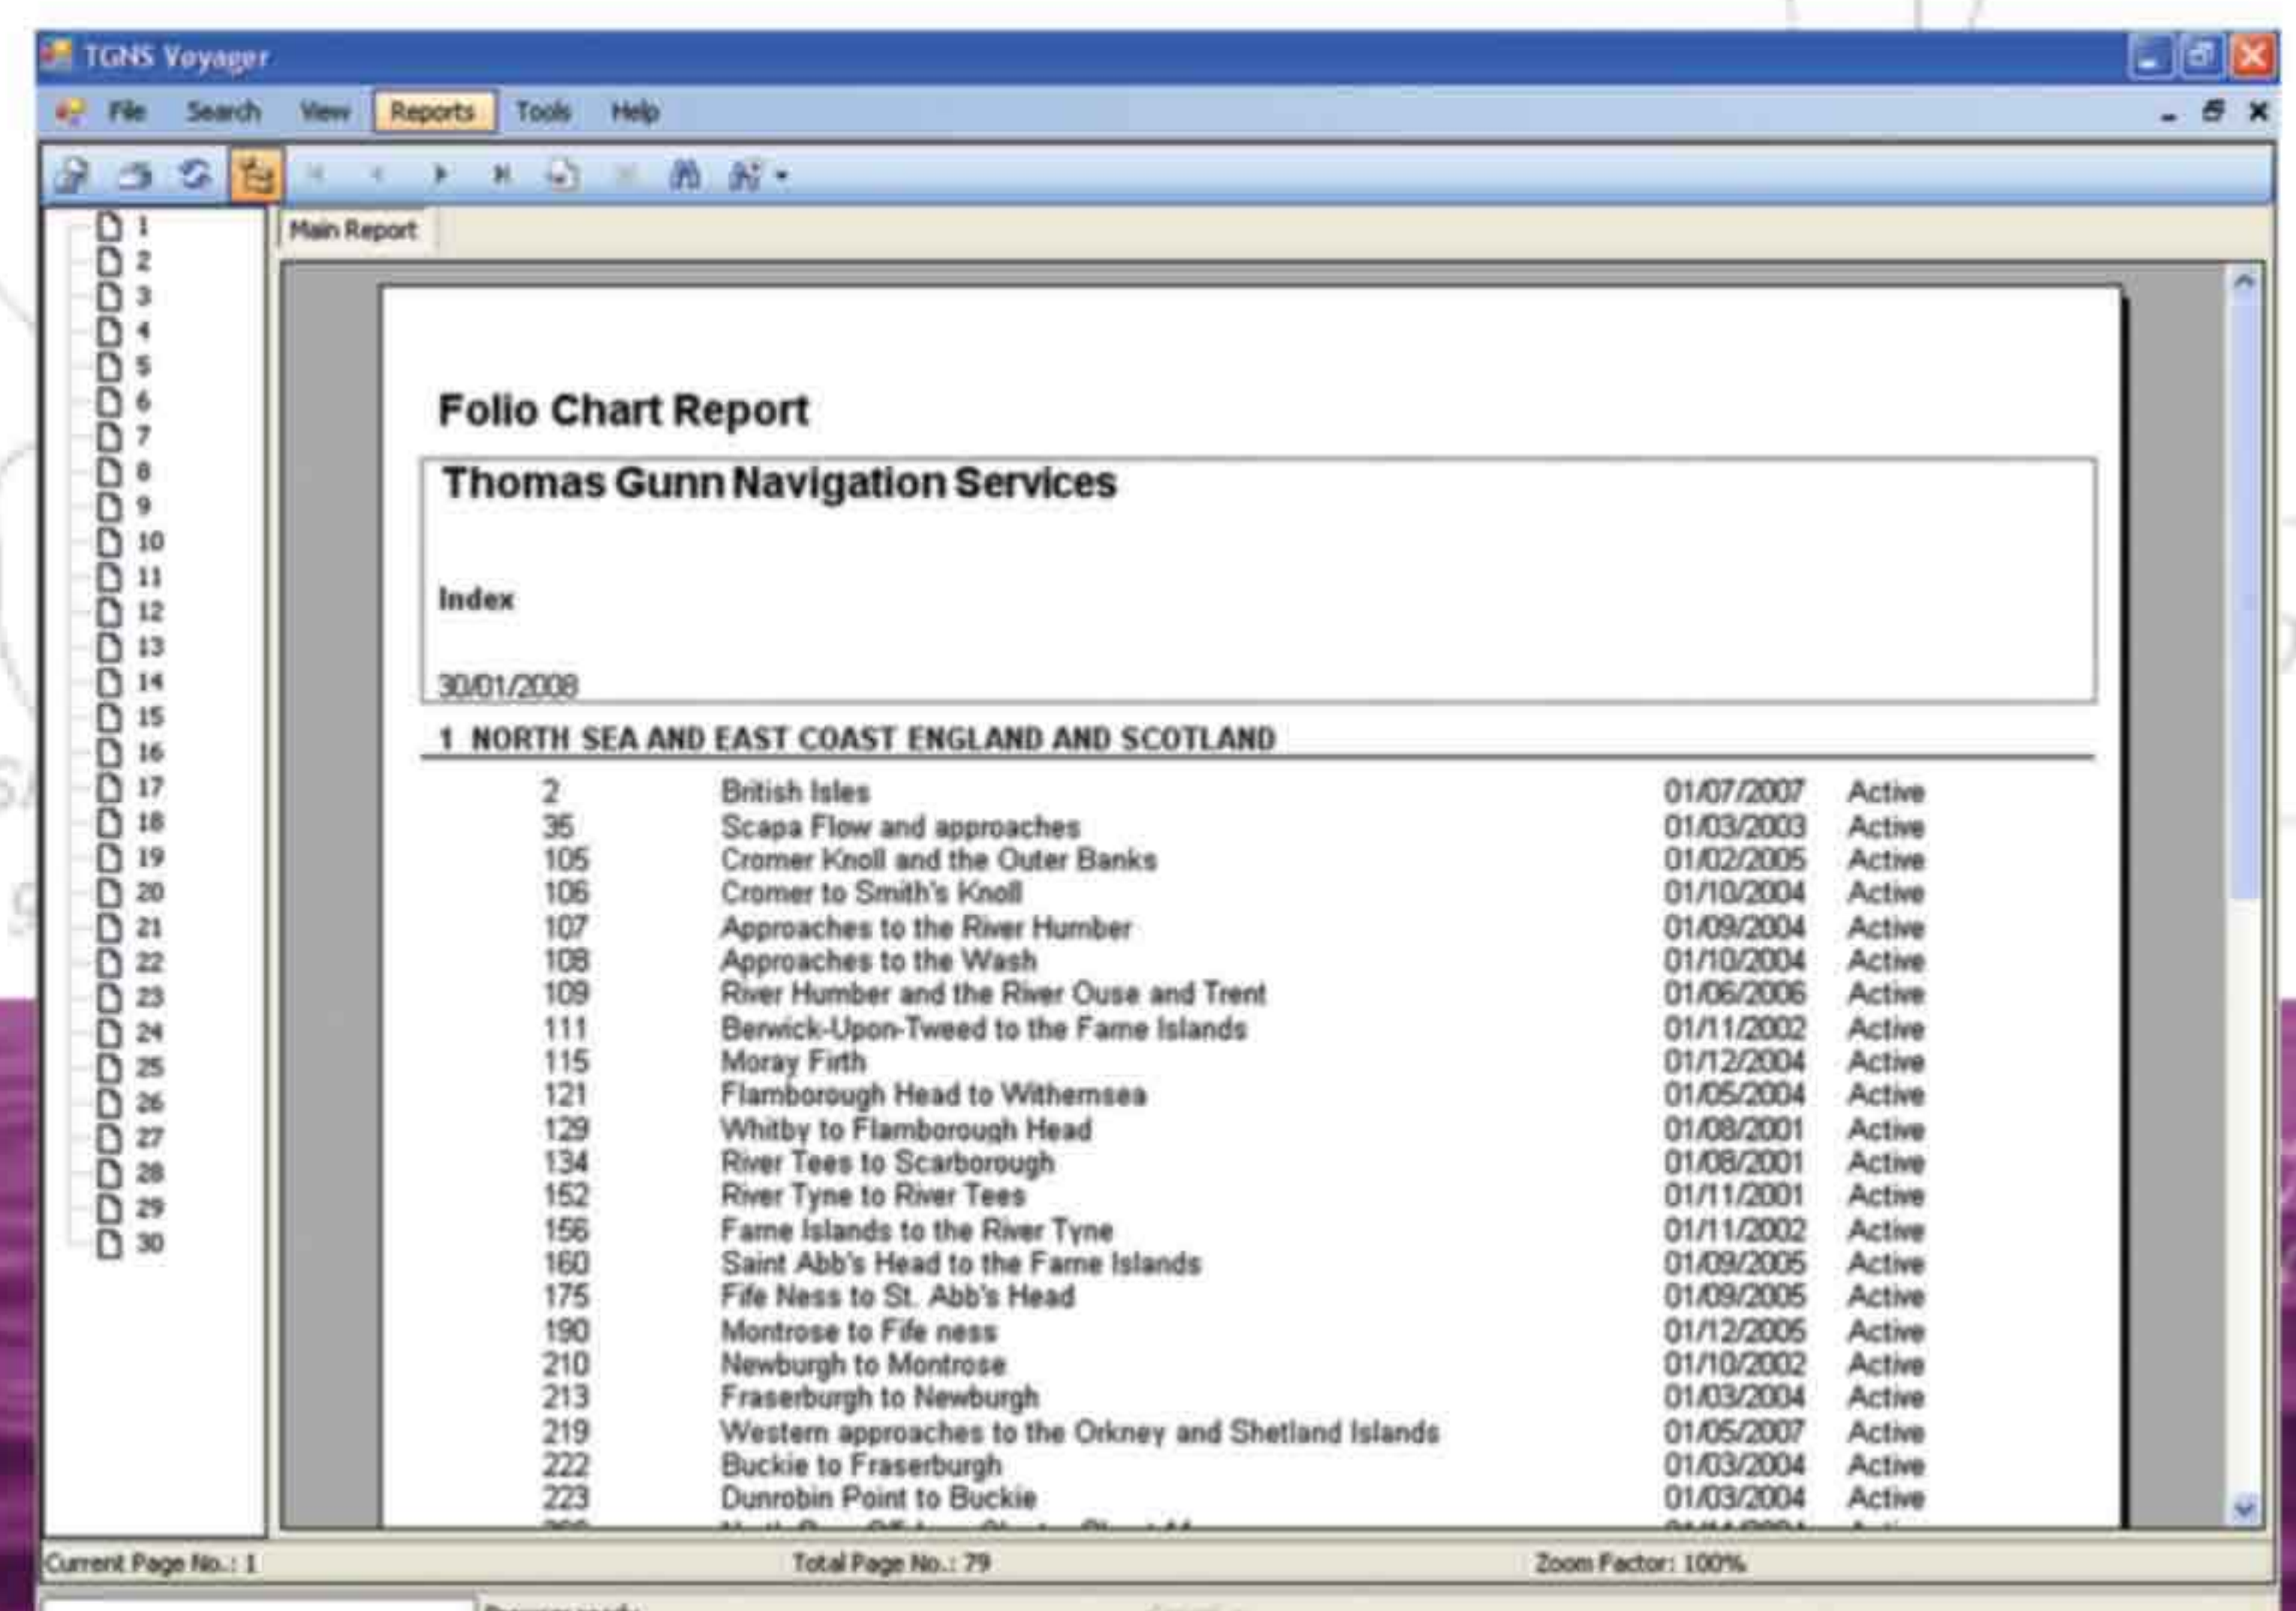 TGNS Voyager
File Search View Reports Tools Help
1
2
3
4
5
6
7
8
9
10
11
12
13
14
15
16
17
18
19
20
21
22
23
24
25
26
27
28
29
30
Main Report
Folio Chart Report
Thomas Gunn Navigation Services
Index
30/01/2008
1 NORTH SEA AND EAST COAST ENGLAND AND SCOTLAND
2 British Isles 01/07/2007 Active
35 Scapa Flow and approaches 01/03/2003 Active
105 Cromer Knoll and the Outer Banks 01/02/2005 Active
106 Cromer to Smith's Knoll 01/10/2004 Active
107 Approaches to the River Humber 01/09/2004 Active
108 Approaches to the Wash 01/10/2004 Active
109 River Humber and the River Ouse and Trent 01/06/2006 Active
111 Berwick-Upon-Tweed to the Farne Islands 01/11/2002 Active
115 Moray Firth 01/12/2004 Active
121 Flamborough Head to Withernsea 01/05/2004 Active
129 Whitby to Flamborough Head 01/08/2001 Active
134 River Tees to Scarborough 01/08/2001 Active
152 River Tyne to River Tees 01/11/2001 Active
156 Farne Islands to the River Tyne 01/11/2002 Active
160 Saint Abb's Head to the Farne Islands 01/09/2005 Active
175 Fife Ness to St. Abb's Head 01/09/2005 Active
190 Montrose to Fife ness 01/12/2005 Active
210 Newburgh to Montrose 01/10/2002 Active
213 Fraserburgh to Newburgh 01/03/2004 Active
219 Western approaches to the Orkney and Shetland Islands 01/05/2007 Active
222 Buckie to Fraserburgh 01/03/2004 Active
223 Dunrobin Point to Buckie 01/03/2004 Active
Current Page No.: 1 Total Page No.: 79 Zoom Factor: 100%